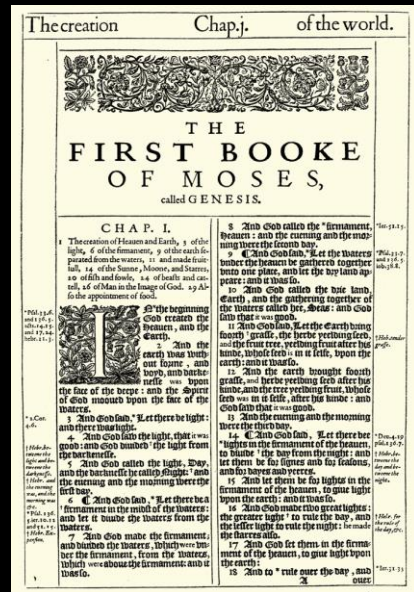 The creation Chap.j. of the world.
THE
FIRST BOOKE
OF MOSES,
called GENESIS.
CHAP. I.
1 The creation of Heauen and Earth, 3 of the
light, 6 of the firmament, 9 of the earth se-
parated from the waters, 11 and made fruit-
full, 14 of the Sunne, Moone, and Starres,
20 of fish and fowle, 24 of beasts and cat-
tell, 26 of Man in the Image of God. 29 Al-
so the appointment of food.
IN the beginning
God created the
Heauen, and the
Earth.
2 And the
earth was with-
out forme, and
voyd, and darke-
nesse was vpon
the face of the deepe: and the Spirit
of God mooued vpon the face of the
waters.
3 And God said, *Let there be light:
and there was light.
4 And God saw the light, that it was
good: and God diuided the light from
the darkenesse.
5 And God called the light, Day,
and the darknesse he called Night:
and
the euening and the morning were the
first day.
6 ¶ And God said, *Let there be a
firmament in the midst of the waters:
and let it diuide the waters from the
waters.
7 And God made the firmament;
and diuided the waters, which were vn-
der the firmament, from the waters,
which were aboue the firmament: and it
was so.
8 And God called the *firmament,
Heauen: and the euening and the mor-
ning were the second day.
9 ¶ And God said, *Let the waters
vnder the heauen be gathered together
vnto one place, and let the dry land ap-
peare: and it was so.
10 And God called the drie land,
Earth, and the gathering together of
the waters called hee, Seas: and God
saw that it was good.
11 And God said, Let the Earth bring
foorth grasse, the herbe yeelding seed,
and the fruit tree, yeelding fruit after his
kinde, whose seed is in it selfe, vpon the
earth: and it was so.
12 And the earth brought foorth
grasse, and herbe yeelding seed after his
kinde, and the tree yeelding fruit, whose
seed was in it selfe, after his kinde: and
God saw that it was good.
13 And the euening and the morning
were the third day.
14 ¶ And God said, Let there bee
*lights in the firmament of the heauen,
to diuide the day from the night: and
let them be for signes and for seasons,
and for dayes and yeeres.
15 And let them be for lights in the
firmament of the heauen, to giue light
vpon the earth: and it was so.
16 And God made two great lights:
the greater light to rule the day, and
the lesser light to rule the night: he made
the starres also.
17 And God set them in the firma-
ment of the heauen, to giue light vpon
the earth:
18 And to *rule ouer the day, and
A ouer